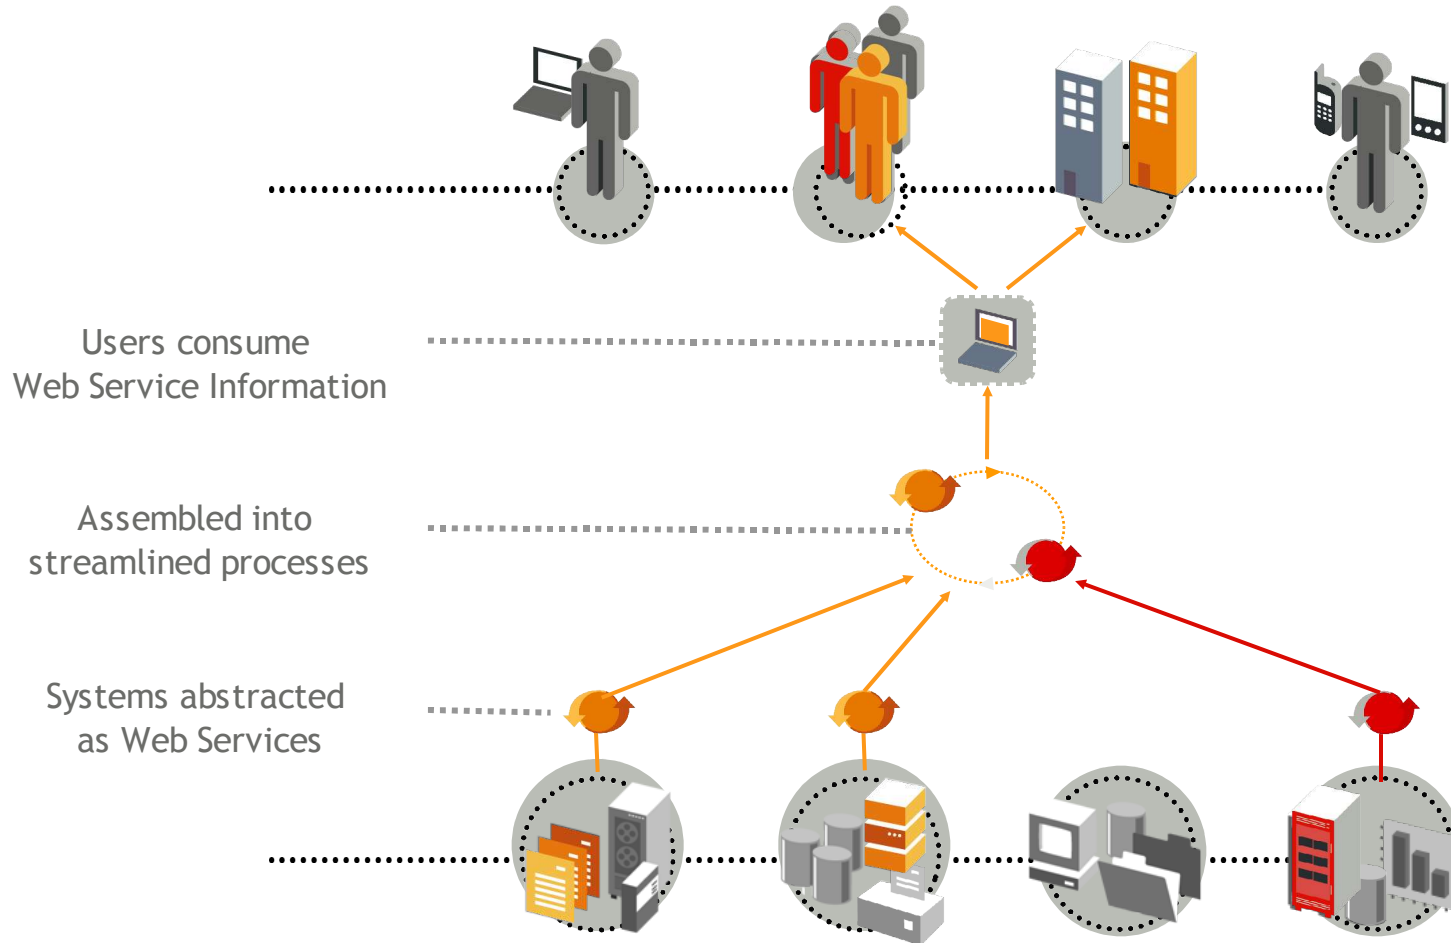 Users consume
Web Service Information
Assembled into
streamlined processes
Systems abstracted
as Web Services